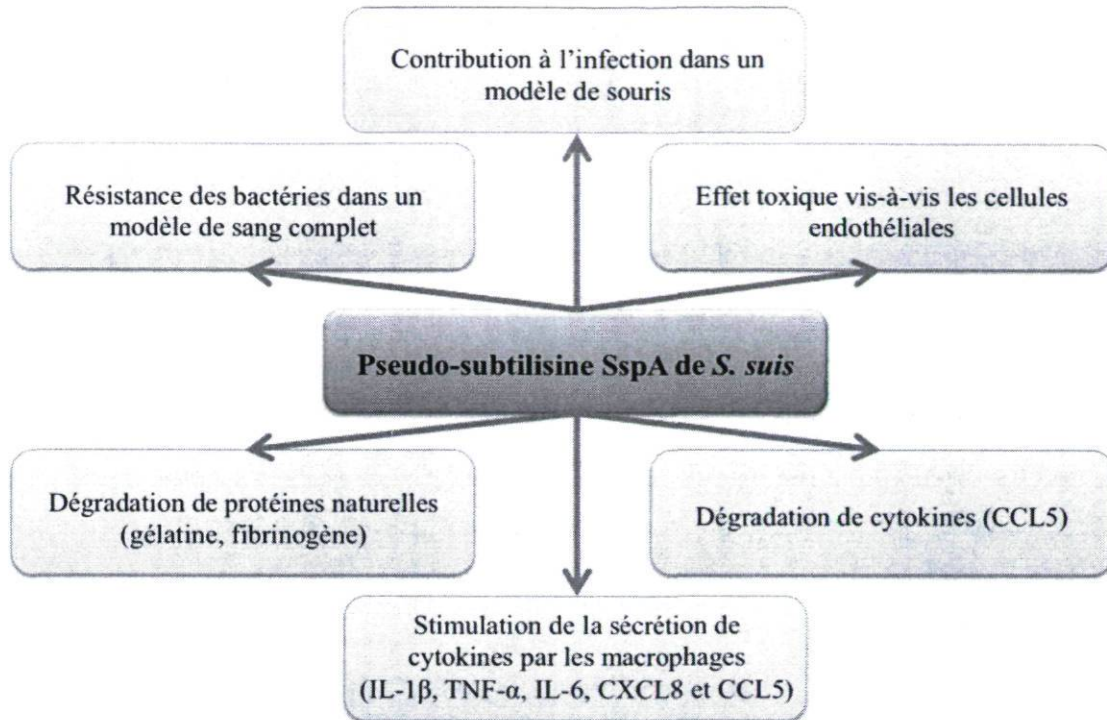 Contribution à l'infection dans un
modèle de souris
Résistance des bactéries dans un
modèle de sang complet
Effet toxique vis-à-vis les cellules
endothéliales
Pseudo-subtilisine SspA de S. suis
Dégradation de protéines naturelles
(gélatine, fibrinogène)
Dégradation de cytokines (CCL5)
Stimulation de la sécrétion de
cytokines par les macrophages
(IL-1β, TNF-α, IL-6, CXCL8 et CCL5)